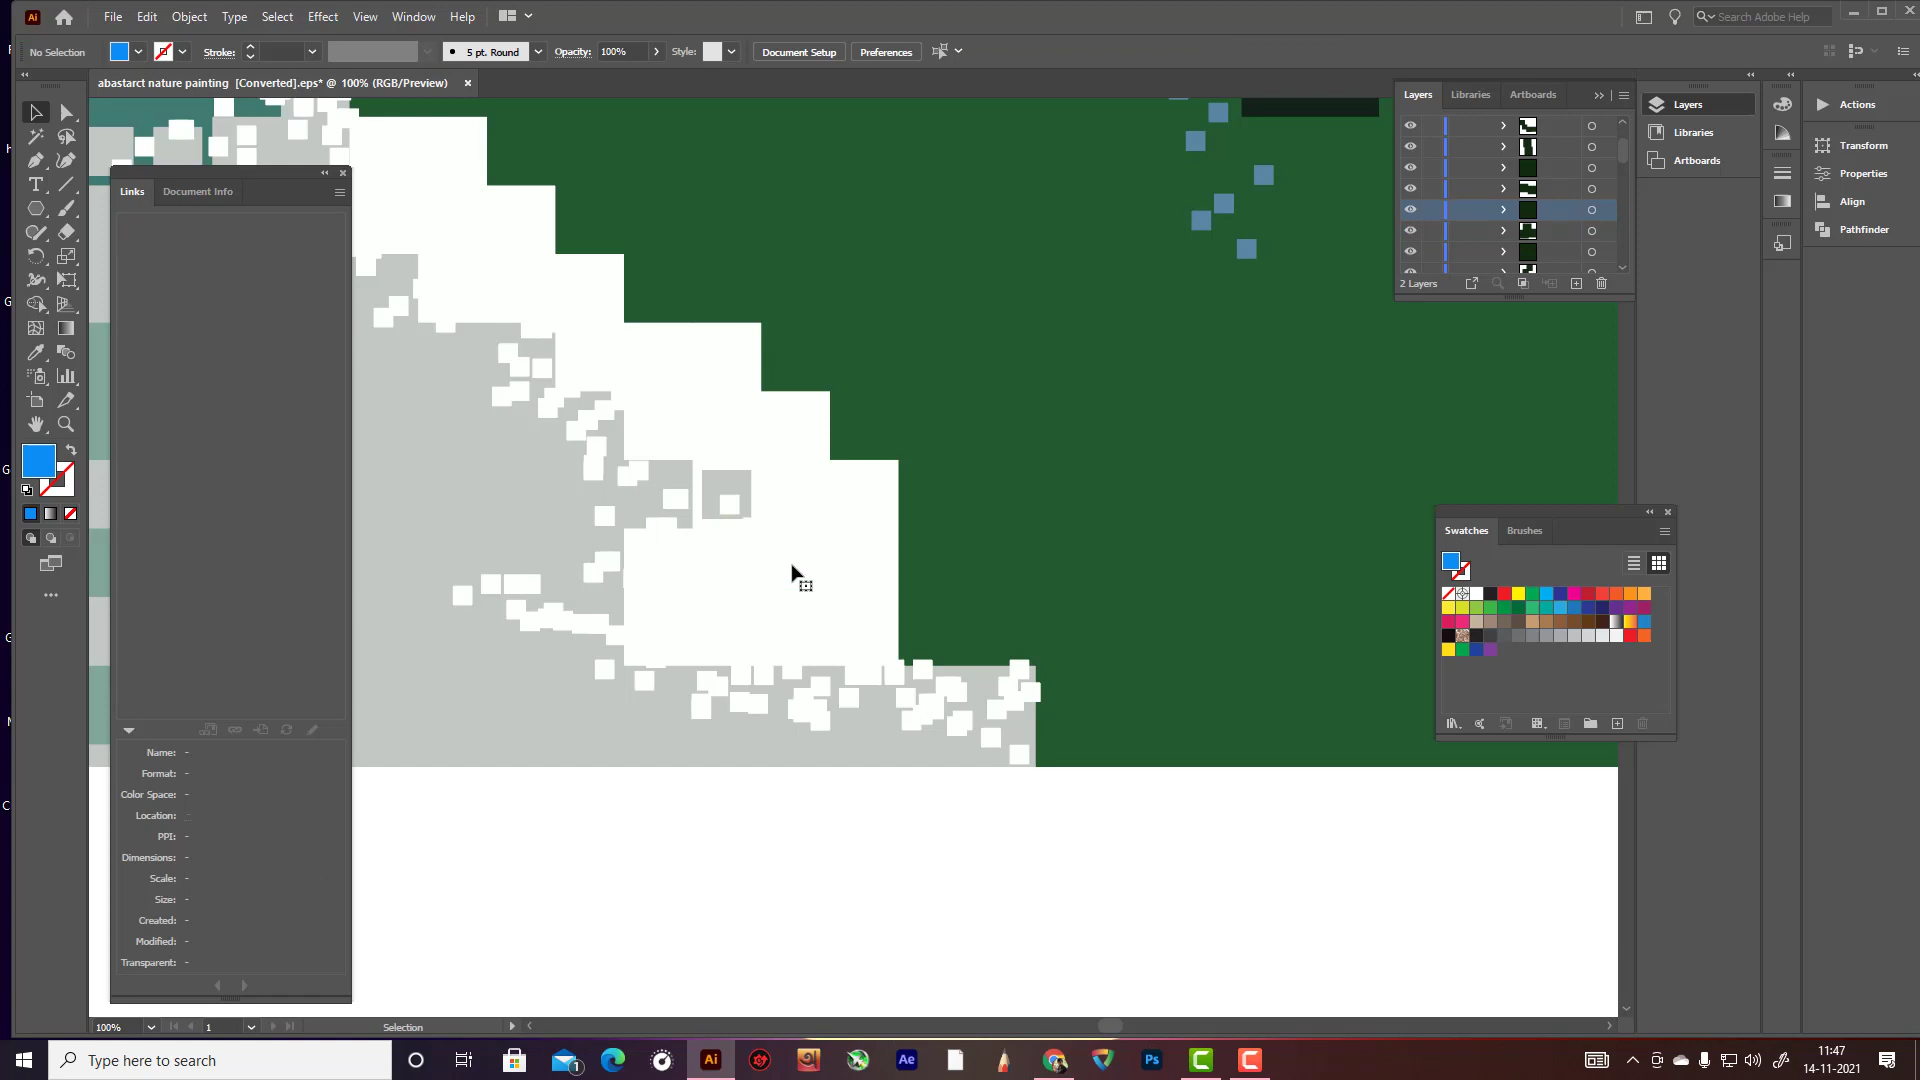 Ai File Edit Object Type Select Effect View Window Help Search Adobe Help
No Selection Stroke: 5 pt. Round Opacity: 100% Style: Document Setup Preferences
abastarct nature painting [Converted].eps* @ 100% (RGB/Preview)
Layers Libraries Artboards
2 Layers
Layers
Libraries
Artboards
Actions
Transform
Properties
Align
Pathfinder
Links Document Info
Name: -
Format: -
Color Space: -
Location:
PPI: -
Dimensions: -
Scale: -
Size: -
Created: -
Modified: -
Transparent: -
Swatches Brushes
100% 1 Selection
Type here to search
1
Ai
Ae
Ps
11:47
14-11-2021